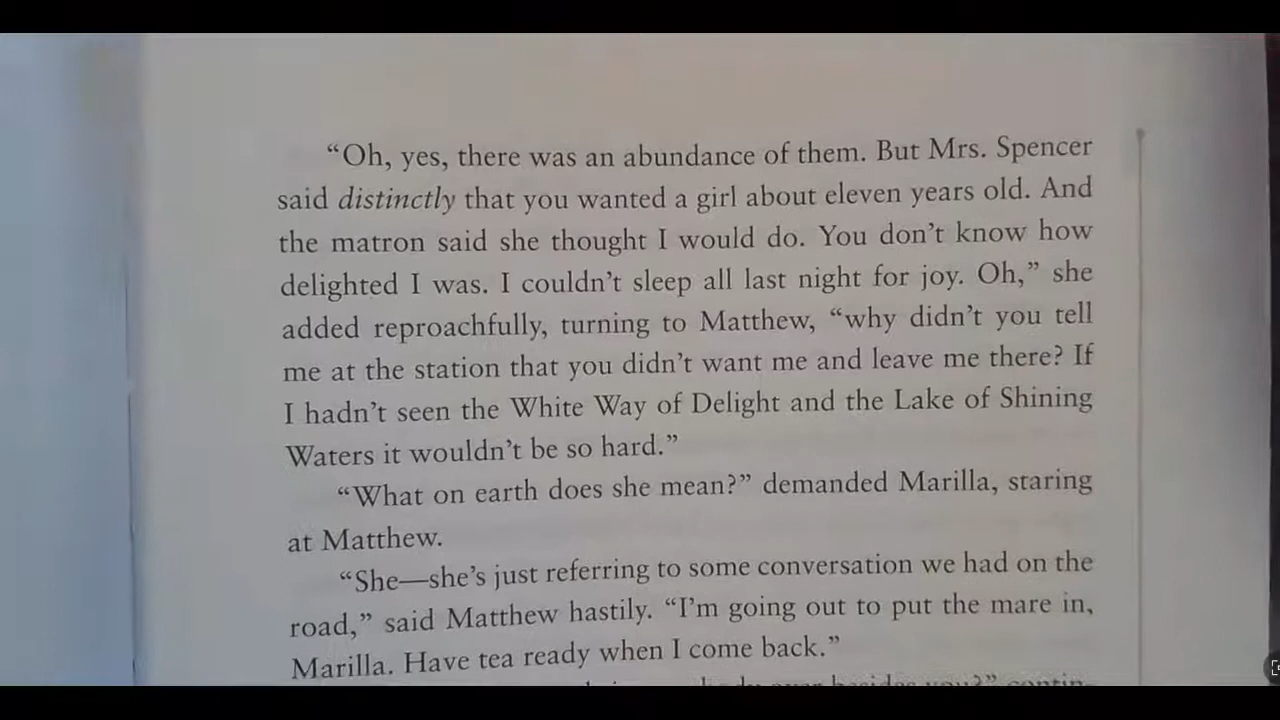 “Oh, yes, there was an abundance of them. But Mrs. Spencer
said distinctly that you wanted a girl about eleven years old. And
the matron said she thought I would do. You don’t know how
delighted I was. I couldn’t sleep all last night for joy. Oh,” she
added reproachfully, turning to Matthew, “why didn’t you tell
me at the station that you didn’t want me and leave me there? If
I hadn’t seen the White Way of Delight and the Lake of Shining
Waters it wouldn’t be so hard.”
“What on earth does she mean?” demanded Marilla, staring
at Matthew.
“She—she’s just referring to some conversation we had on the
road,” said Matthew hastily. “I’m going out to put the mare in,
Marilla. Have tea ready when I come back.”
besides you?” contin-